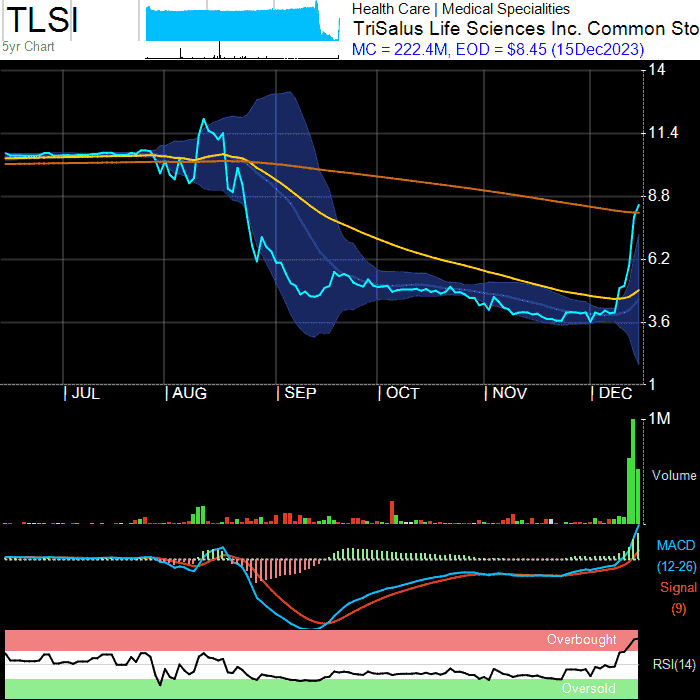 TLSI
5yr Chart
Health Care | Medical Specialities
TriSalus Life Sciences Inc. Common Sto
MC = 222.4M, EOD = $8.45 (15Dec2023)
14
11.4
8.8
6.2
3.6
1
| JUL | AUG | SEP | OCT | NOV | DEC
1M
Volume
MACD
(12-26)
Signal
(9)
Overbought
RSI(14)
Oversold